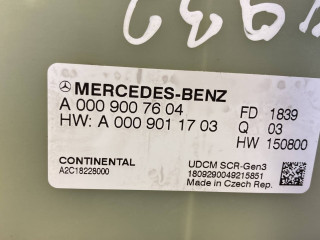 MERCEDES-BENZ
A 000 900 76 04 FD 1839
HW: A 000 901 17 03 Q 03
HW 150800
CONTINENTAL UDCM SCR-Gen3
A2C18228000 1809290049215851
Made in Czech Rep.